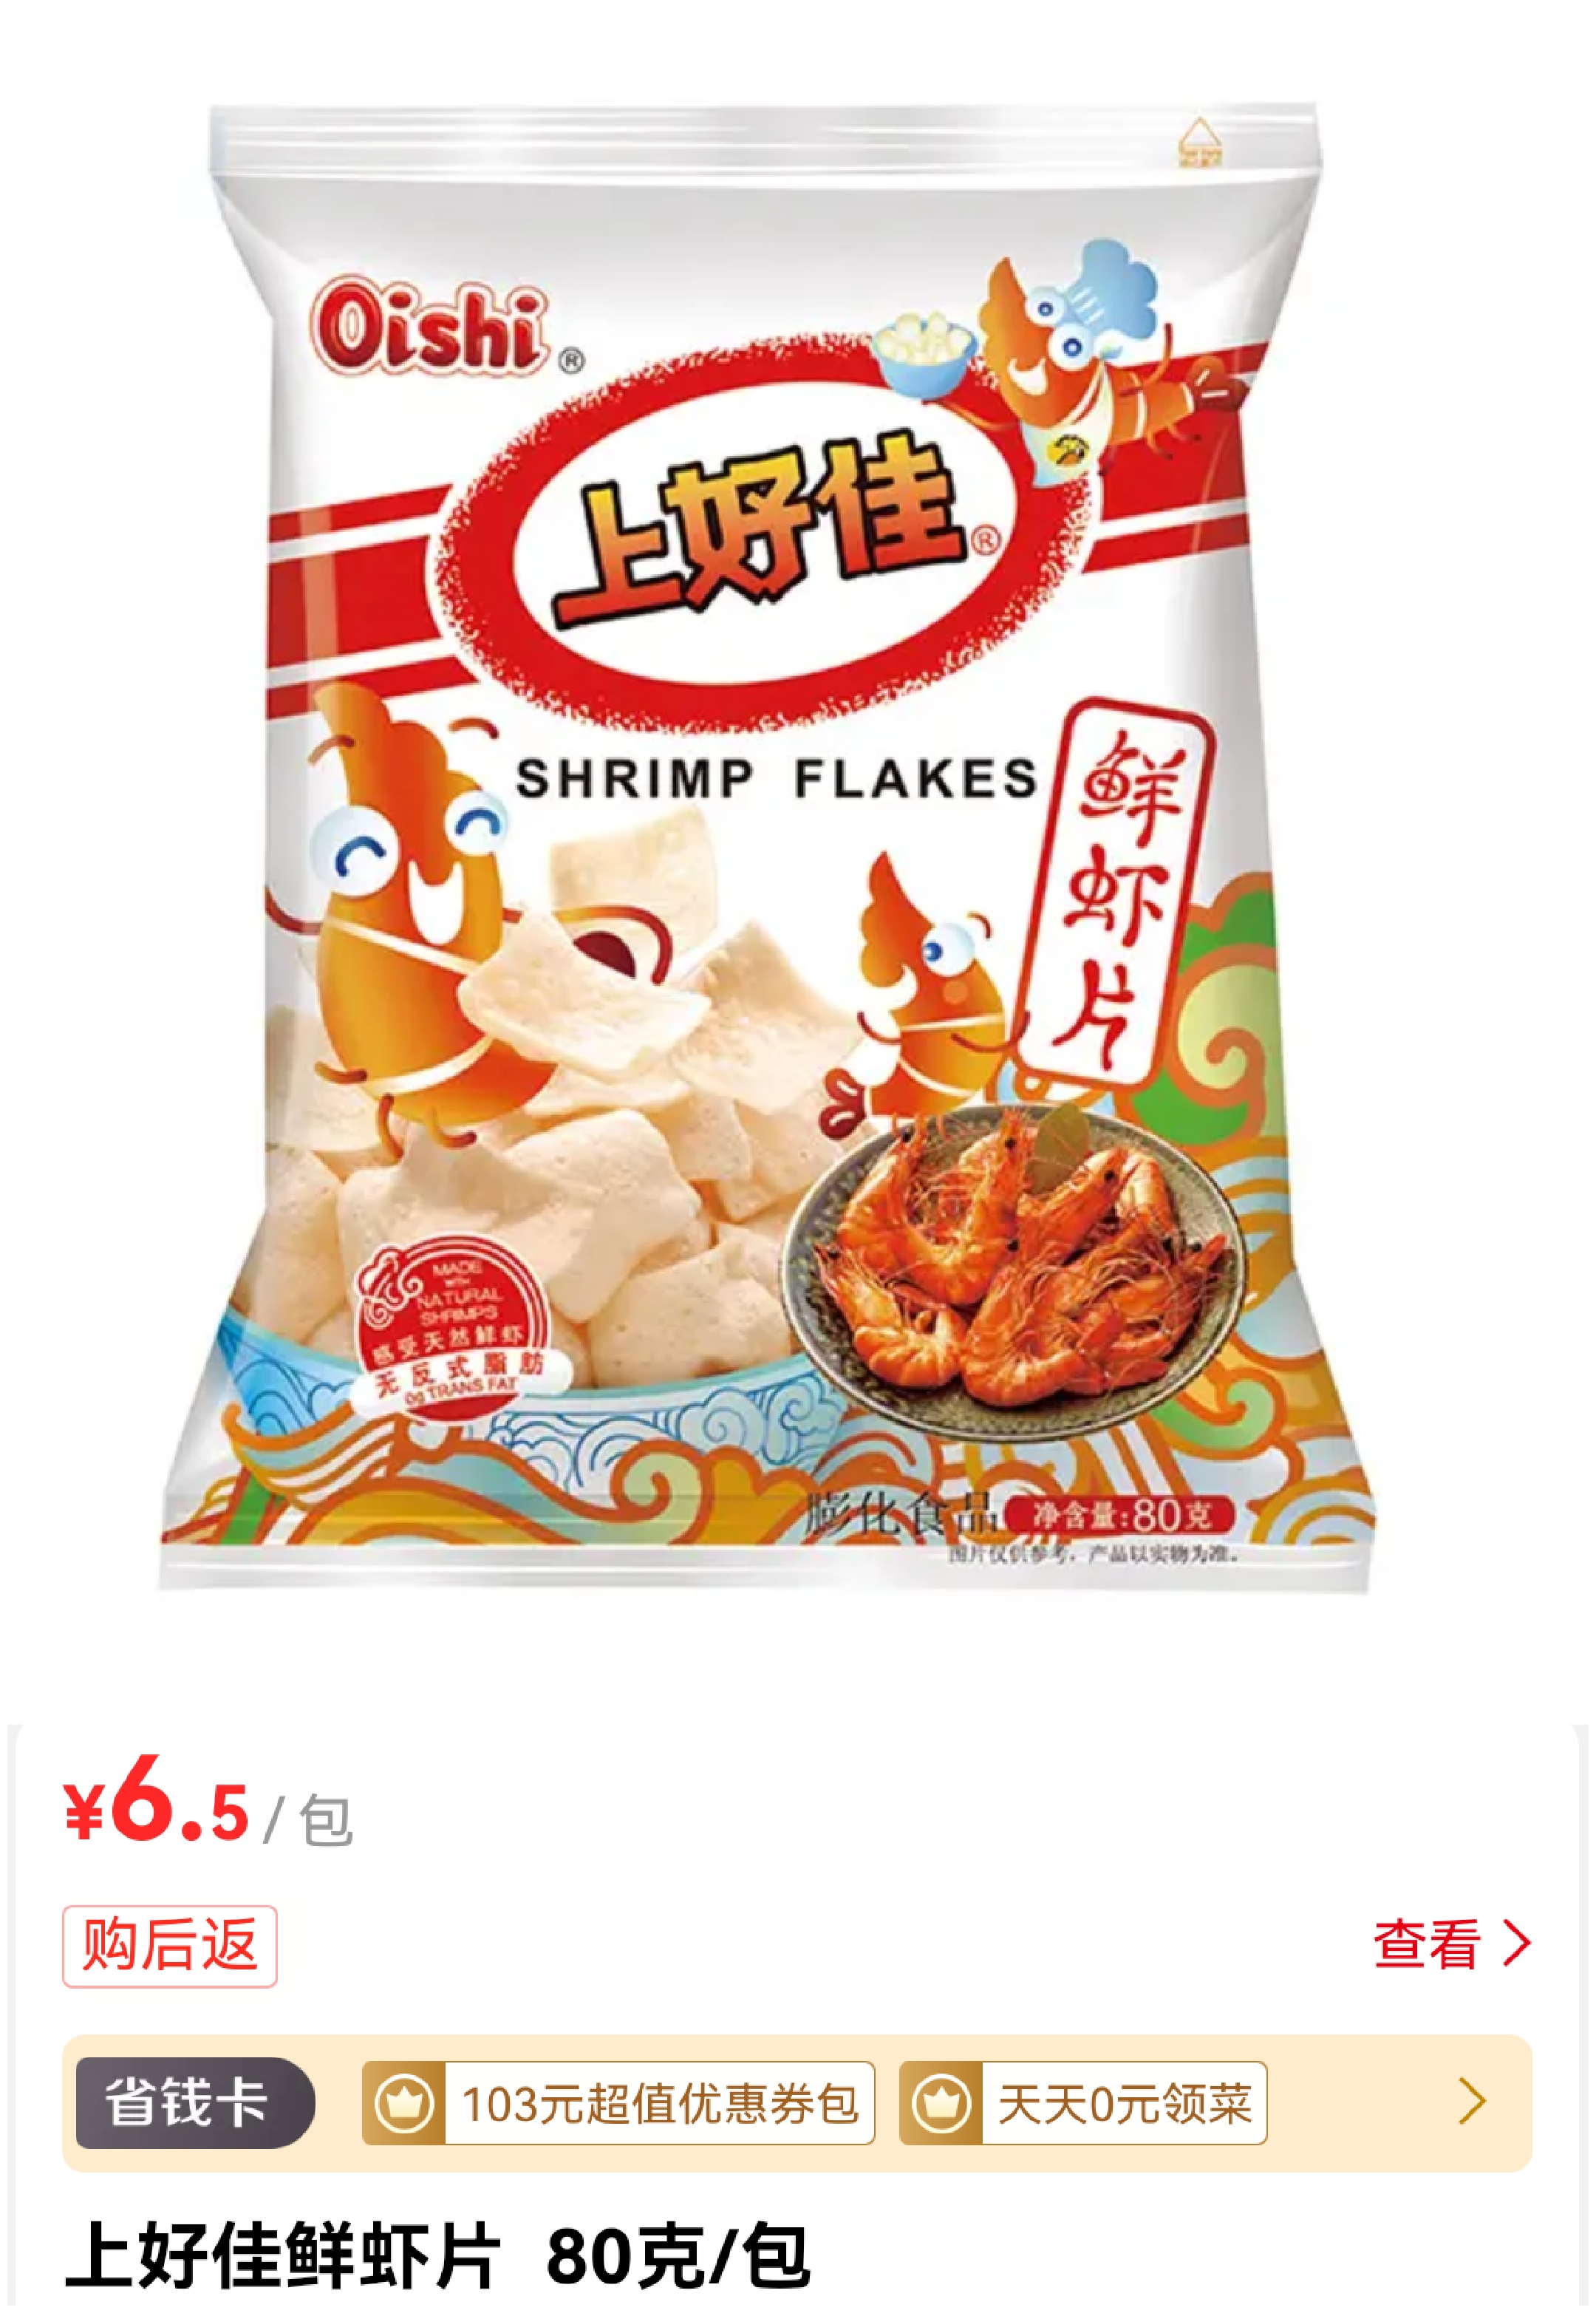 Oishi®
上好佳®
SHRIMP FLAKES
鲜虾片
MADE
WITH
NATURAL
SHRIMPS
感受天然鲜虾
无反式脂肪
0g TRANS FAT
膨化食品 净含量:80克
图片仅供参考，产品以实物为准。
¥6.5/包
购后返 查看
省钱卡 103元超值优惠券包 天天0元领菜
上好佳鲜虾片 80克/包